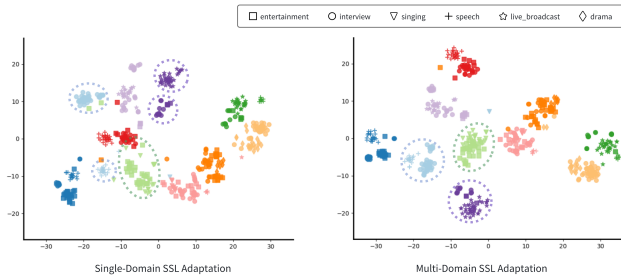 entertainment interview singing speech live_broadcast drama
20
10
0
−10
−20
−30 −20 −10 0 10 20 30
20
10
0
−10
−20
−30 −20 −10 0 10 20 30
Single-Domain SSL Adaptation Multi-Domain SSL Adaptation